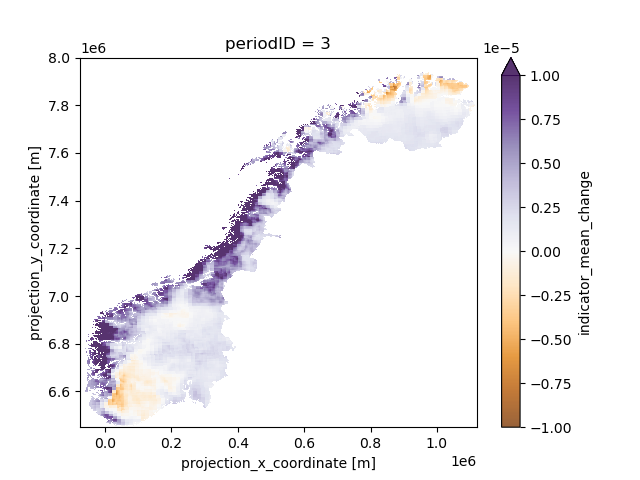 periodID = 3
1e6
8.0
7.8
7.6
7.4
7.2
7.0
6.8
6.6
projection_y_coordinate [m]
0.0 0.2 0.4 0.6 0.8 1.0
1e6
projection_x_coordinate [m]
1e−5
1.00
0.75
0.50
0.25
0.00
−0.25
−0.50
−0.75
−1.00
indicator_mean_change